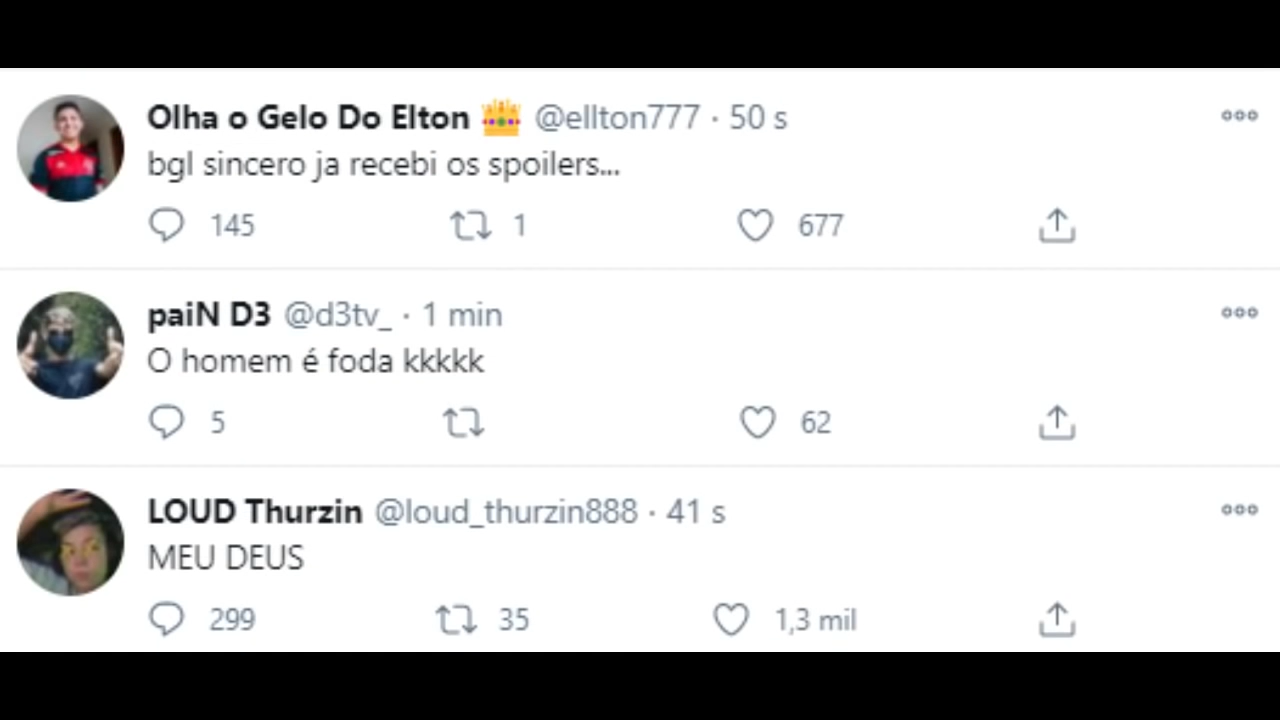 Olha o Gelo Do Elton 👑 @ellton777 · 50 s
bgl sincero ja recebi os spoilers...
145 1 677
paiN D3 @d3tv_ · 1 min
O homem é foda kkkkk
5 62
LOUD Thurzin @loud_thurzin888 · 41 s
MEU DEUS
299 35 1,3 mil